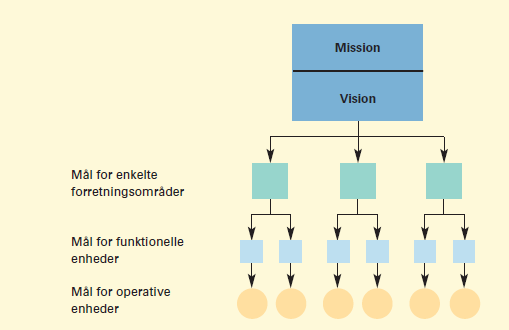 Mission
Vision
Mål for enkelte
forretningsområder
Mål for funktionelle
enheder
Mål for operative
enheder